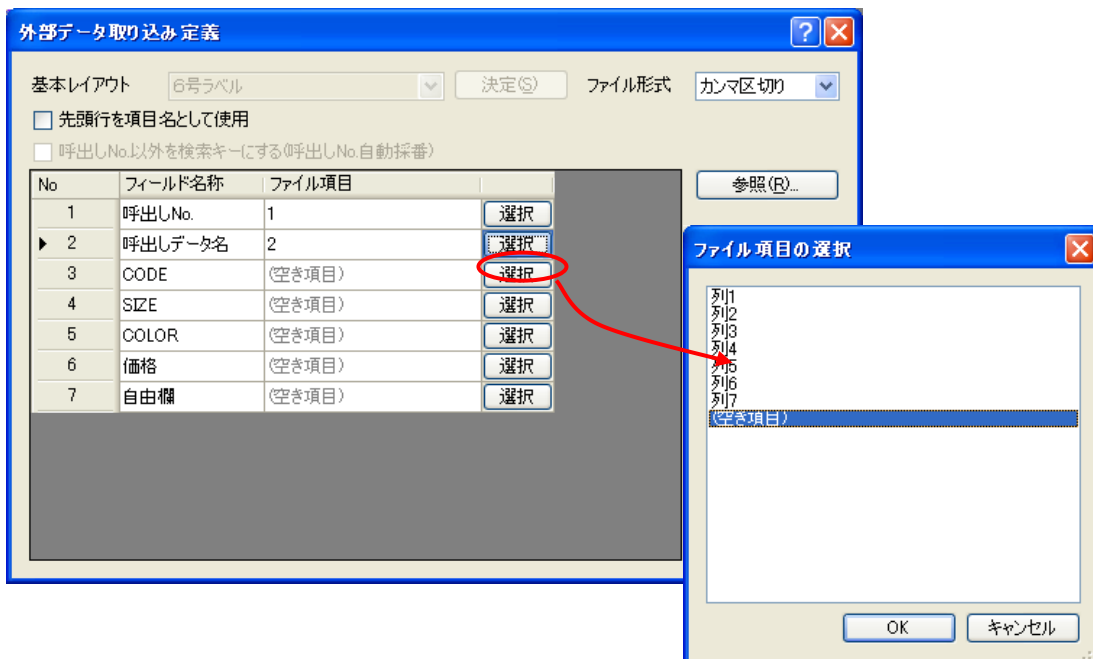 外部データ取り込み定義
基本レイアウト 6号ラベル 決定(S) ファイル形式 カンマ区切り
先頭行を項目名として使用
呼出しNo.以外を検索キーにする(呼出しNo.自動採番)
No フィールド名称 ファイル項目
参照(R)...
1 呼出しNo. 1 選択
2 呼出しデータ名 2 選択
3 CODE (空き項目) 選択
4 SIZE (空き項目) 選択
5 COLOR (空き項目) 選択
6 価格 (空き項目) 選択
7 自由欄 (空き項目) 選択
ファイル項目の選択
列1
列2
列3
列4
列5
列6
列7
(空き項目)
OK キャンセル